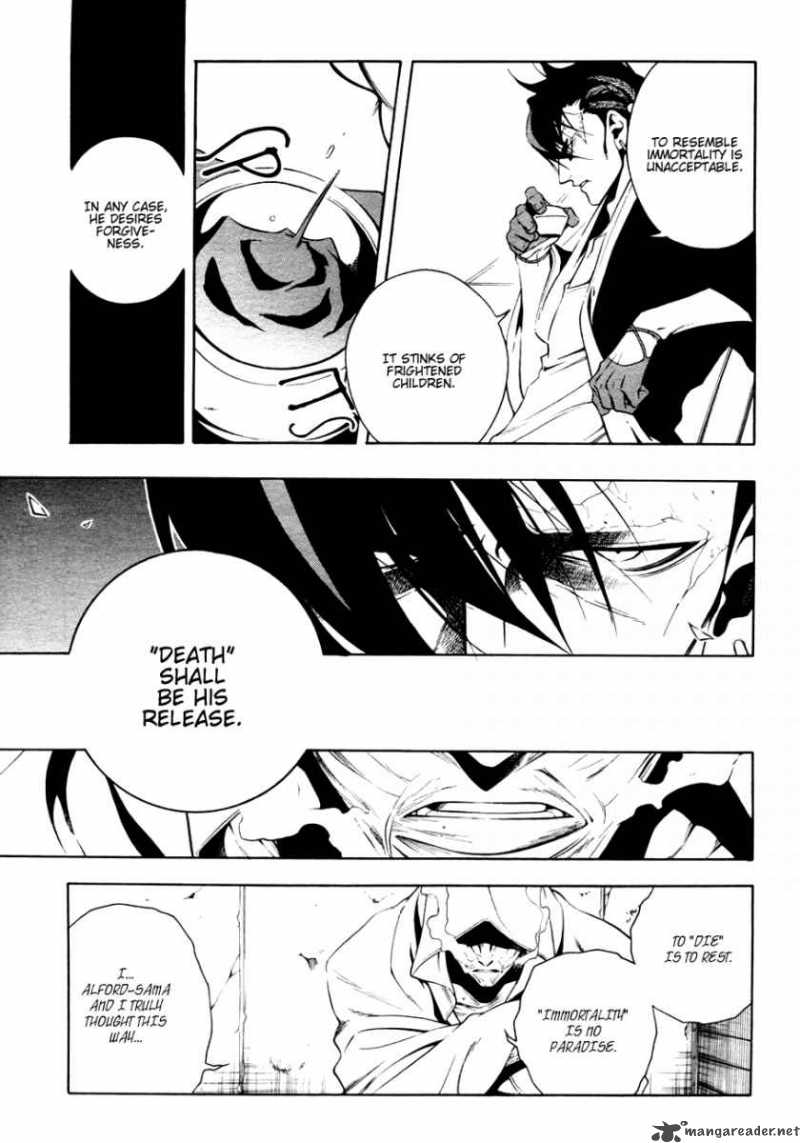 TO RESEMBLE
IMMORTALITY IS
UNACCEPTABLE.
IT STINKS OF
FRIGHTENED
CHILDREN.
IN ANY CASE,
HE DESIRES
FORGIVE-
NESS.
"DEATH"
SHALL
BE HIS
RELEASE.
TO "DIE"
IS TO REST.
"IMMORTALITY"
IS NO
PARADISE.
I...
ALFORD-SAMA
AND I TRULY
THOUGHT THIS
WAY...
mangareader.net